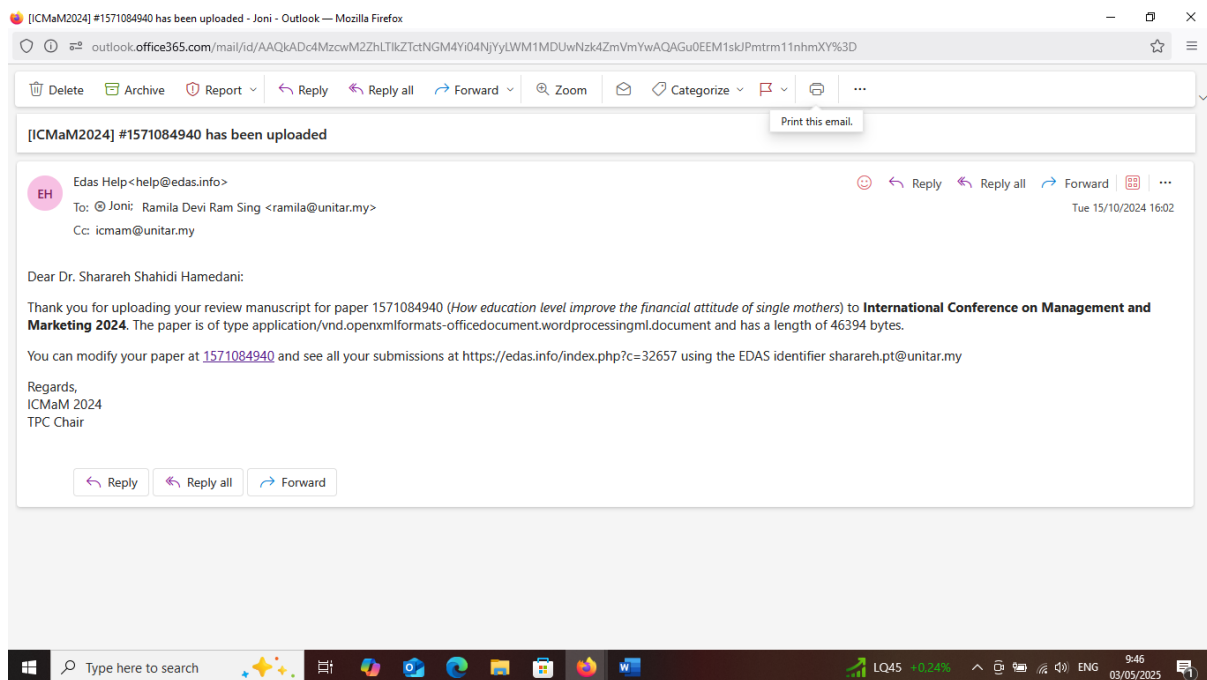 [ICMaM2024] #1571084940 has been uploaded - Joni - Outlook — Mozilla Firefox
outlook.office365.com/mail/id/AAQkADc4MzcwM2ZhLTlkZTctNGM4Yi04NjYyLWM1MDUwNzk4ZmVmYwAQAGu0EEM1skJPmtrm11nhmXY%3D
Delete Archive Report Reply Reply all Forward Zoom Categorize
Print this email.
[ICMaM2024] #1571084940 has been uploaded
EH
Edas Help<help@edas.info>
Reply Reply all Forward
To: Joni; Ramila Devi Ram Sing <ramila@unitar.my>
Tue 15/10/2024 16:02
Cc: icmam@unitar.my
Dear Dr. Sharareh Shahidi Hamedani:
Thank you for uploading your review manuscript for paper 1571084940 (How education level improve the financial attitude of single mothers) to International Conference on Management and
Marketing 2024. The paper is of type application/vnd.openxmlformats-officedocument.wordprocessingml.document and has a length of 46394 bytes.
You can modify your paper at 1571084940 and see all your submissions at https://edas.info/index.php?c=32657 using the EDAS identifier sharareh.pt@unitar.my
Regards,
ICMaM 2024
TPC Chair
Reply Reply all Forward
Type here to search
LQ45 +0,24%
ENG
9:46
03/05/2025